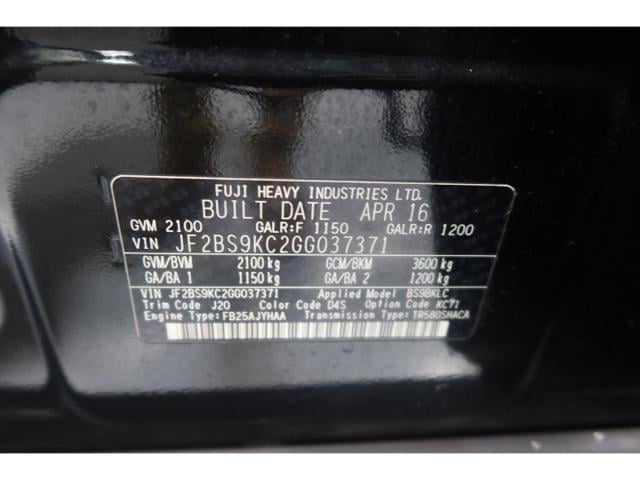 FUJI HEAVY INDUSTRIES LTD.
BUILT DATE APR 16
GVM 2100 GALR:F 1150 GALR:R 1200
VIN JF2BS9KC2GG037371
GVM/BVM 2100 kg GCM/BKM 3600 kg
GA/BA 1 1150 kg GA/BA 2 1200 kg
VIN JF2BS9KC2GG037371 Applied Model BS9BKLC
Trim Code J20 Color Code D4S Option Code KC71
Engine Type:FB25AJYHAA Transmission Type:TR580SHACA